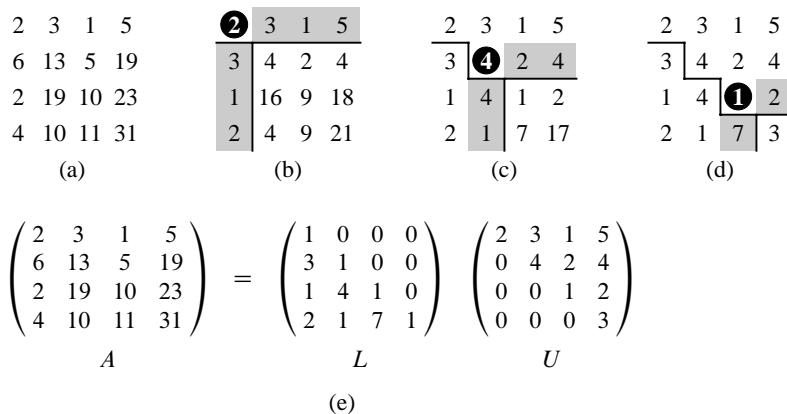 2 3 1 5 2 3 1 5 2 3 1 5 2 3 1 5
6 13 5 19 3 4 2 4 3 4 2 4 3 4 2 4
2 19 10 23 1 16 9 18 1 4 1 2 1 4 1 2
4 10 11 31 2 4 9 21 2 1 7 17 2 1 7 3
(a) (b) (c) (d)
2 3 1 5 1 0 0 0 2 3 1 5
6 13 5 19 3 1 0 0 0 4 2 4
=
2 19 10 23 1 4 1 0 0 0 1 2
4 10 11 31 2 1 7 1 0 0 0 3
A L U
(e)